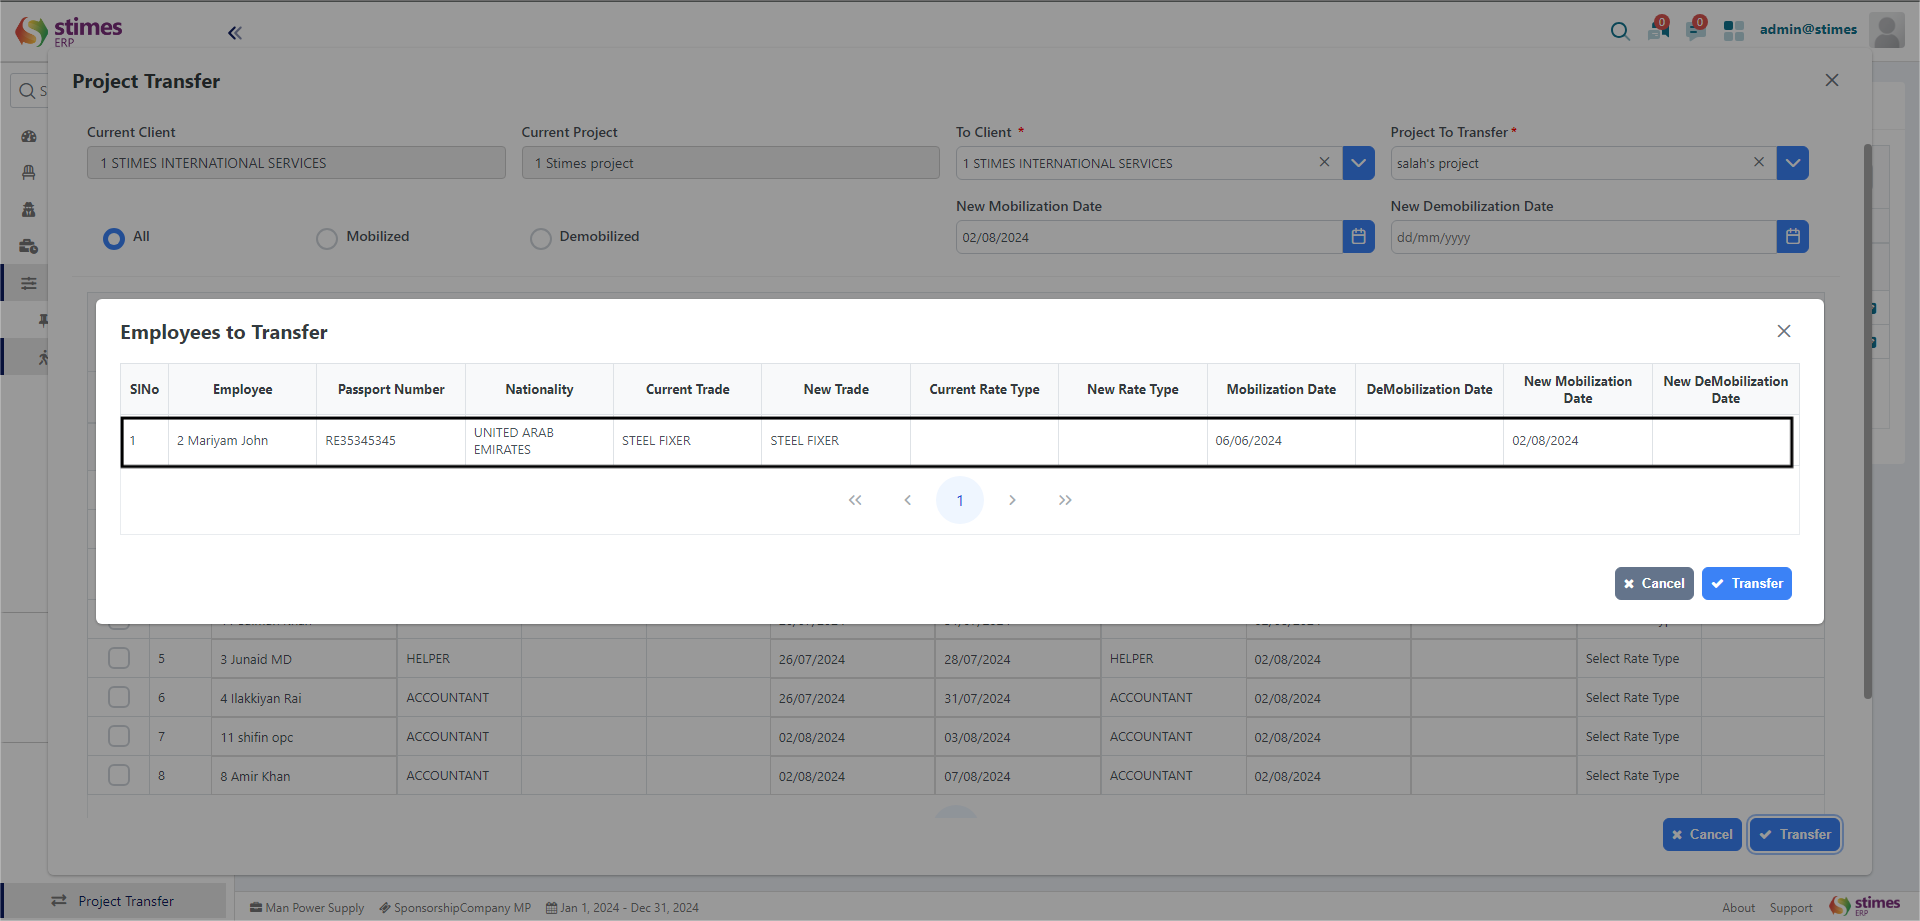 stimes
ERP
0
0
admin@stimes
S
Project Transfer
Current Client
Current Project
To Client *
Project To Transfer *
1 STIMES INTERNATIONAL SERVICES
1 Stimes project
1 STIMES INTERNATIONAL SERVICES
salah's project
New Mobilization Date
New Demobilization Date
All
Mobilized
Demobilized
02/08/2024
dd/mm/yyyy
Employees to Transfer
SlNo
Employee
Passport Number
Nationality
Current Trade
New Trade
Current Rate Type
New Rate Type
Mobilization Date
DeMobilization Date
New Mobilization
Date
New DeMobilization
Date
1
2 Mariyam John
RE35345345
UNITED ARAB
EMIRATES
STEEL FIXER
STEEL FIXER
06/06/2024
02/08/2024
1
Cancel
Transfer
5
3 Junaid MD
HELPER
26/07/2024
28/07/2024
HELPER
02/08/2024
Select Rate Type
6
4 Ilakkiyan Rai
ACCOUNTANT
26/07/2024
31/07/2024
ACCOUNTANT
02/08/2024
Select Rate Type
7
11 shifin opc
ACCOUNTANT
02/08/2024
03/08/2024
ACCOUNTANT
02/08/2024
Select Rate Type
8
8 Amir Khan
ACCOUNTANT
02/08/2024
07/08/2024
ACCOUNTANT
02/08/2024
Select Rate Type
Cancel
Transfer
Project Transfer
Man Power Supply
SponsorshipCompany MP
Jan 1, 2024 - Dec 31, 2024
About
Support
stimes
ERP